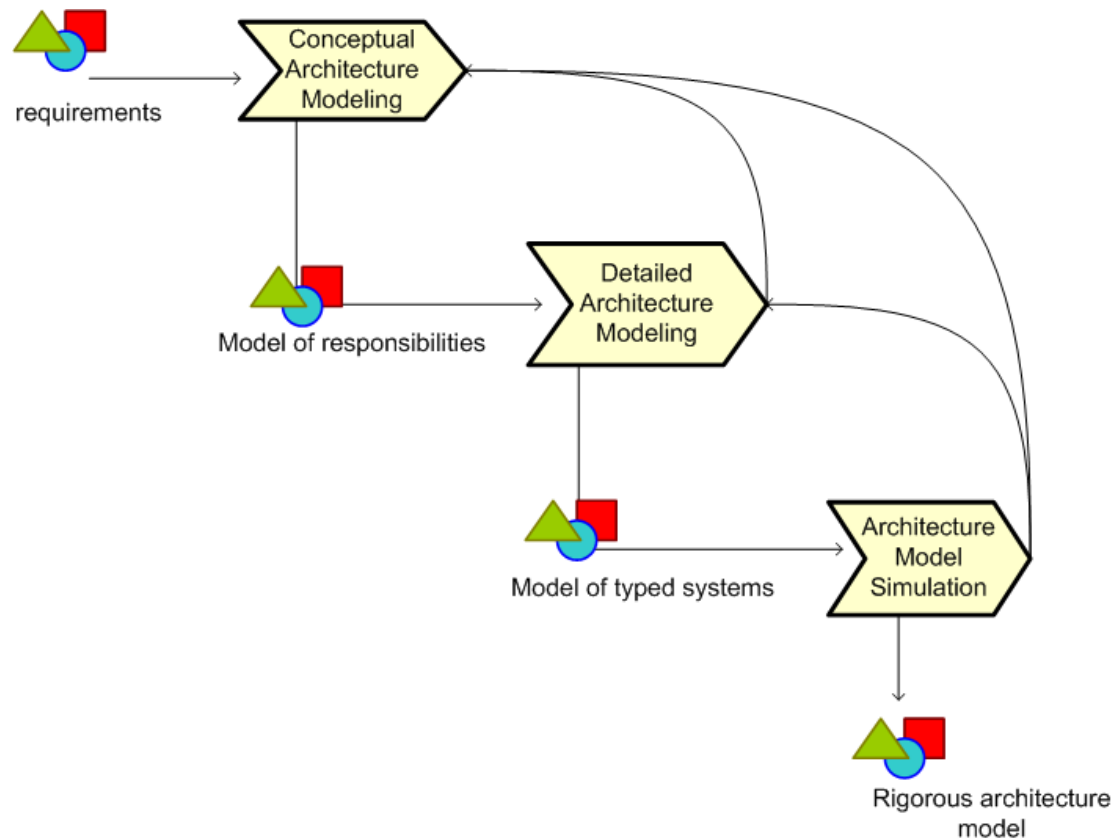 Conceptual
Architecture
Modeling
requirements
Detailed
Architecture
Modeling
Model of responsibilities
Architecture
Model
Simulation
Model of typed systems
Rigorous architecture
model